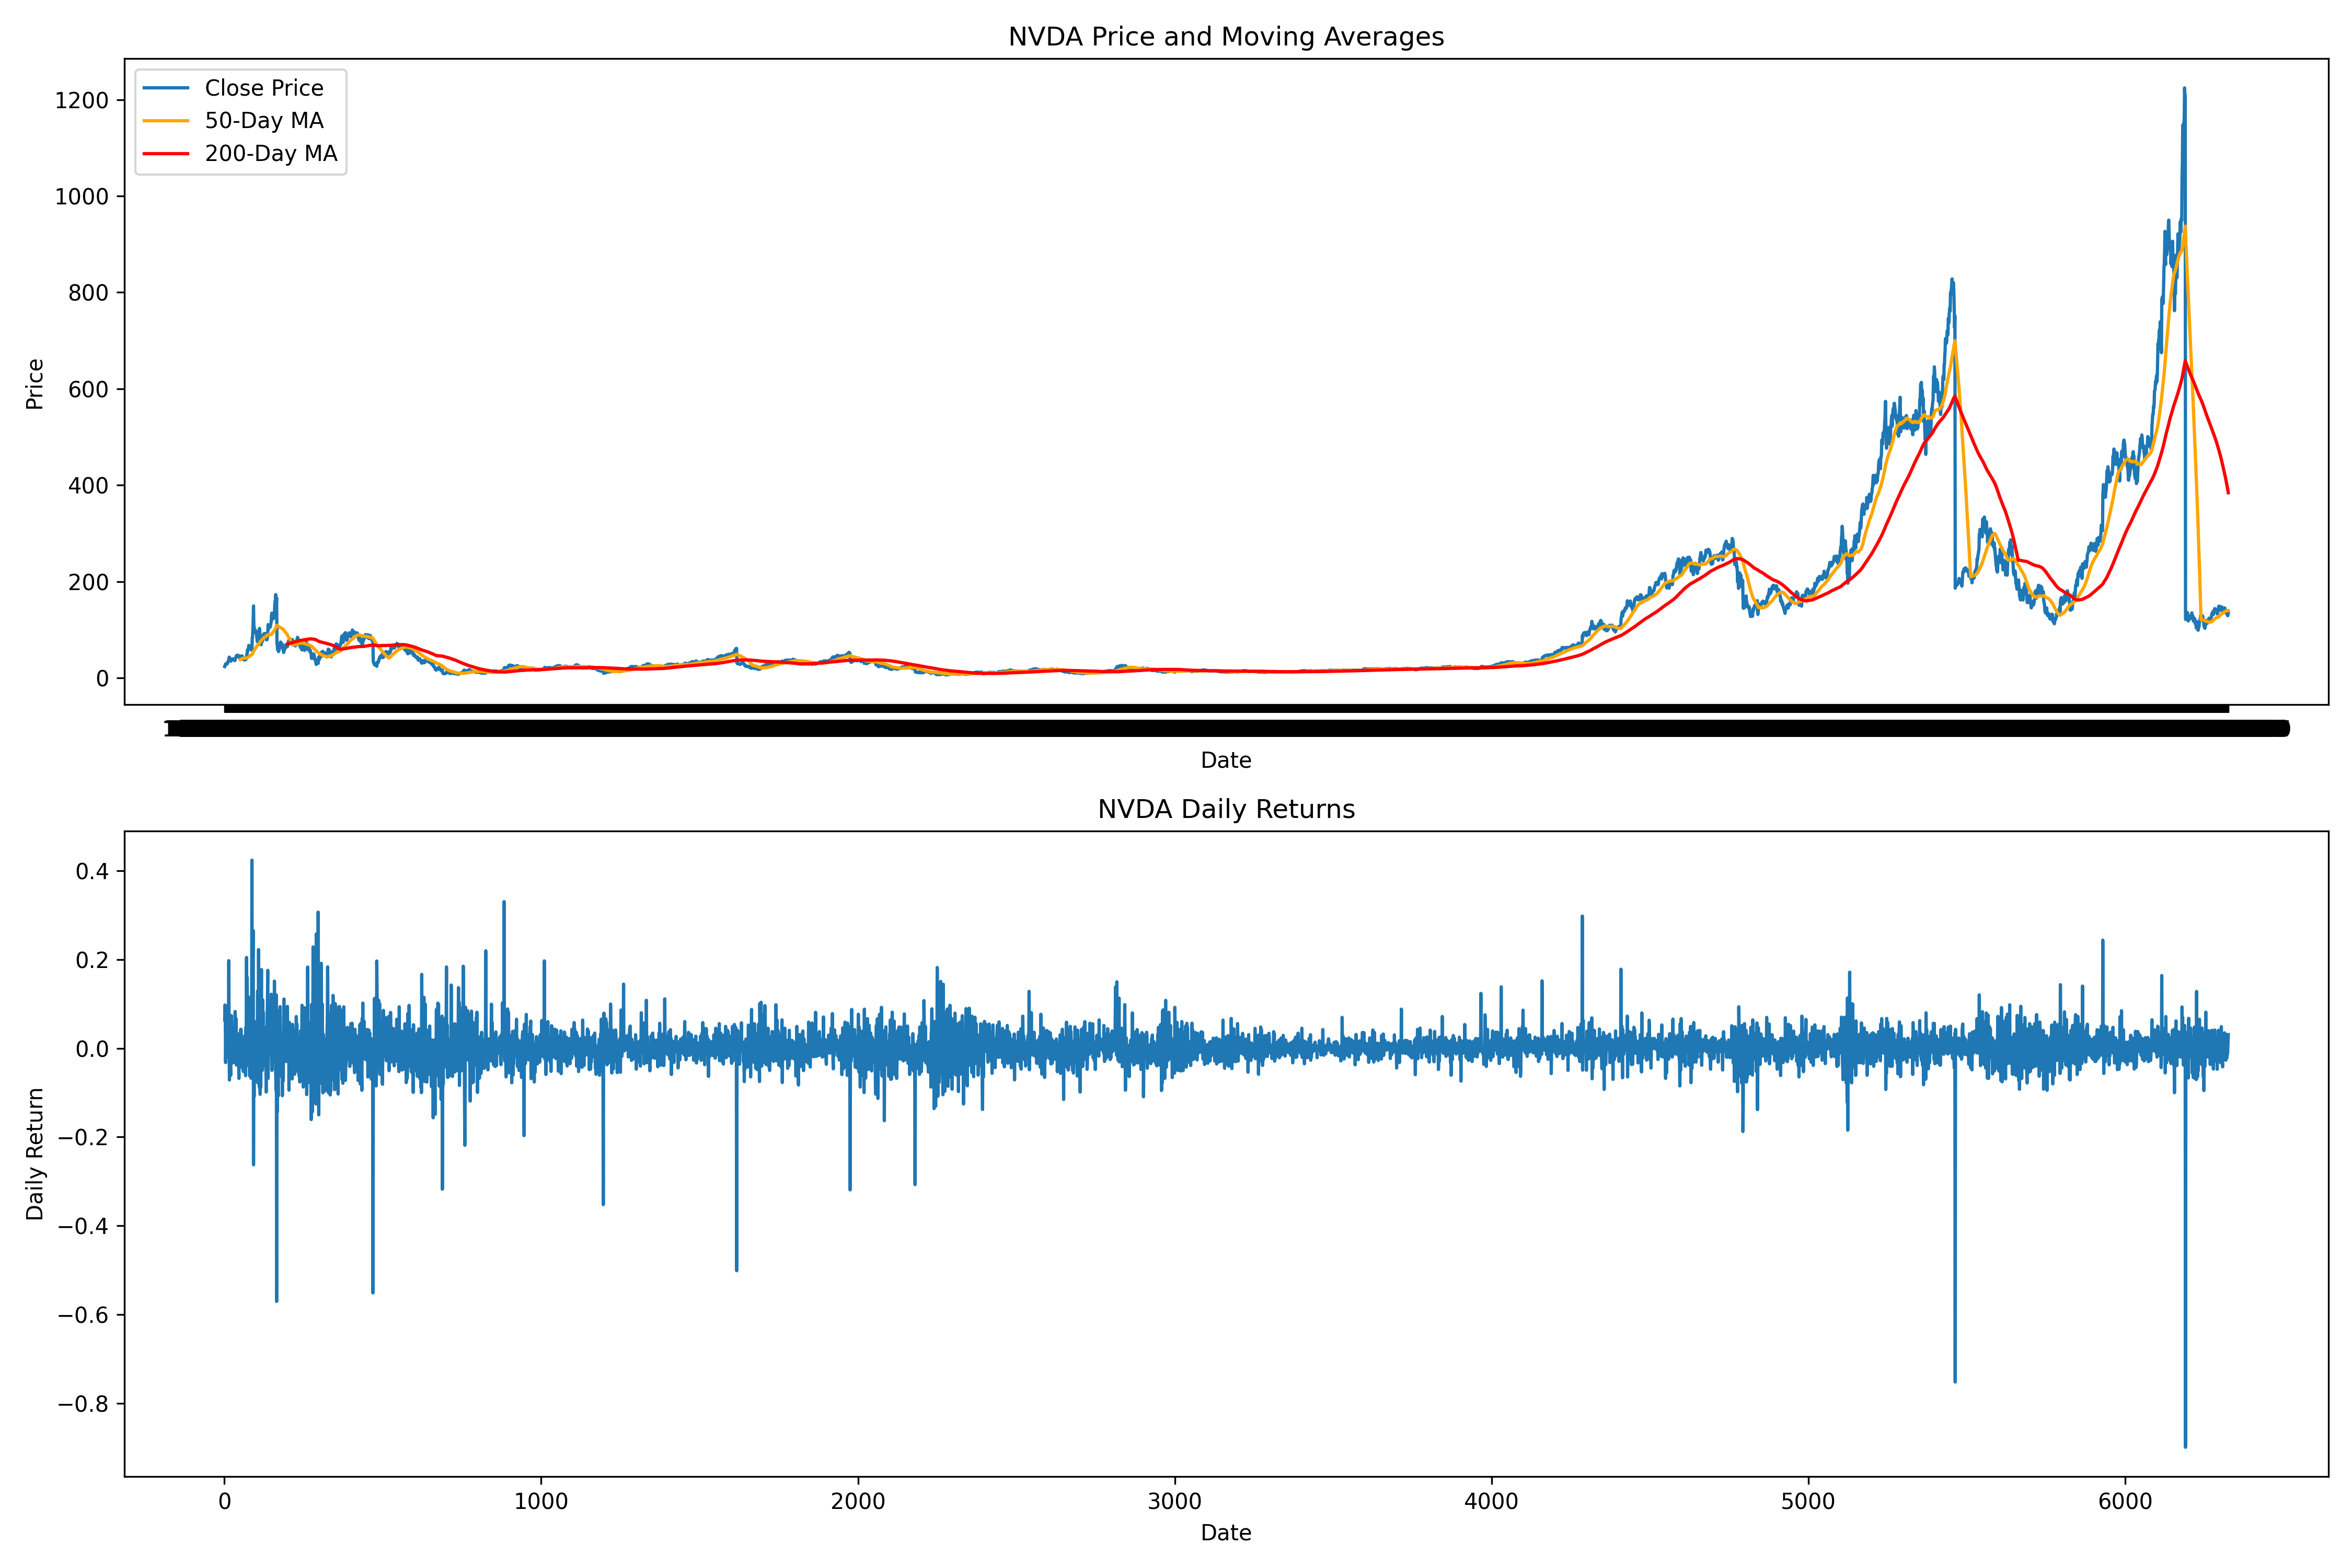 NVDA Price and Moving Averages
Close Price
50-Day MA
200-Day MA
1200
1000
800
600
400
200
0
Price
Date
NVDA Daily Returns
0.4
0.2
0.0
−0.2
−0.4
−0.6
−0.8
Daily Return
0 1000 2000 3000 4000 5000 6000
Date